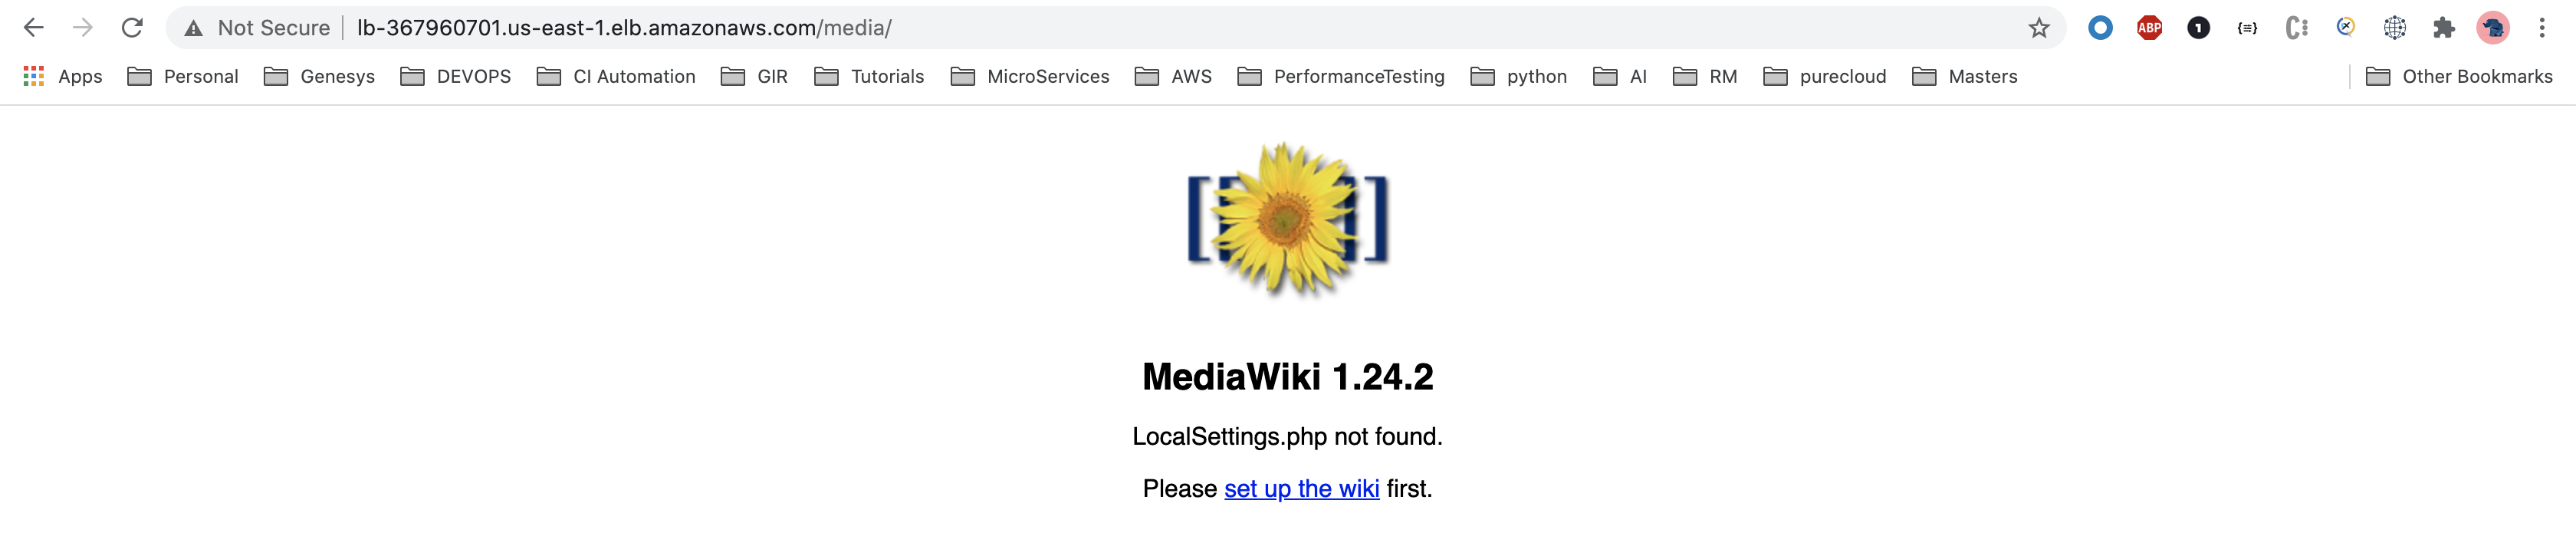 Not Secure lb-367960701.us-east-1.elb.amazonaws.com/media/ ABP 1
Apps Personal Genesys DEVOPS CI Automation GIR Tutorials MicroServices AWS PerformanceTesting python AI RM purecloud Masters Other Bookmarks
MediaWiki 1.24.2
LocalSettings.php not found.
Please set up the wiki first.